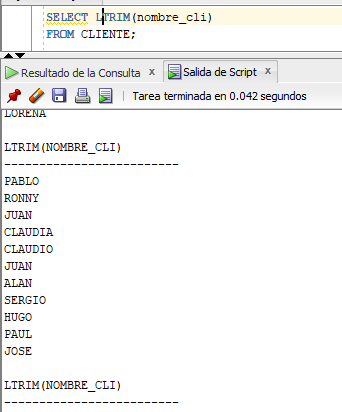 SELECT LTRIM(nombre_cli)
FROM CLIENTE;
Resultado de la Consulta x Salida de Script x
Tarea terminada en 0.042 segundos
LORENA
LTRIM(NOMBRE_CLI)
-------------------------
PABLO
RONNY
JUAN
CLAUDIA
CLAUDIO
JUAN
ALAN
SERGIO
HUGO
PAUL
JOSE
LTRIM(NOMBRE_CLI)
-------------------------